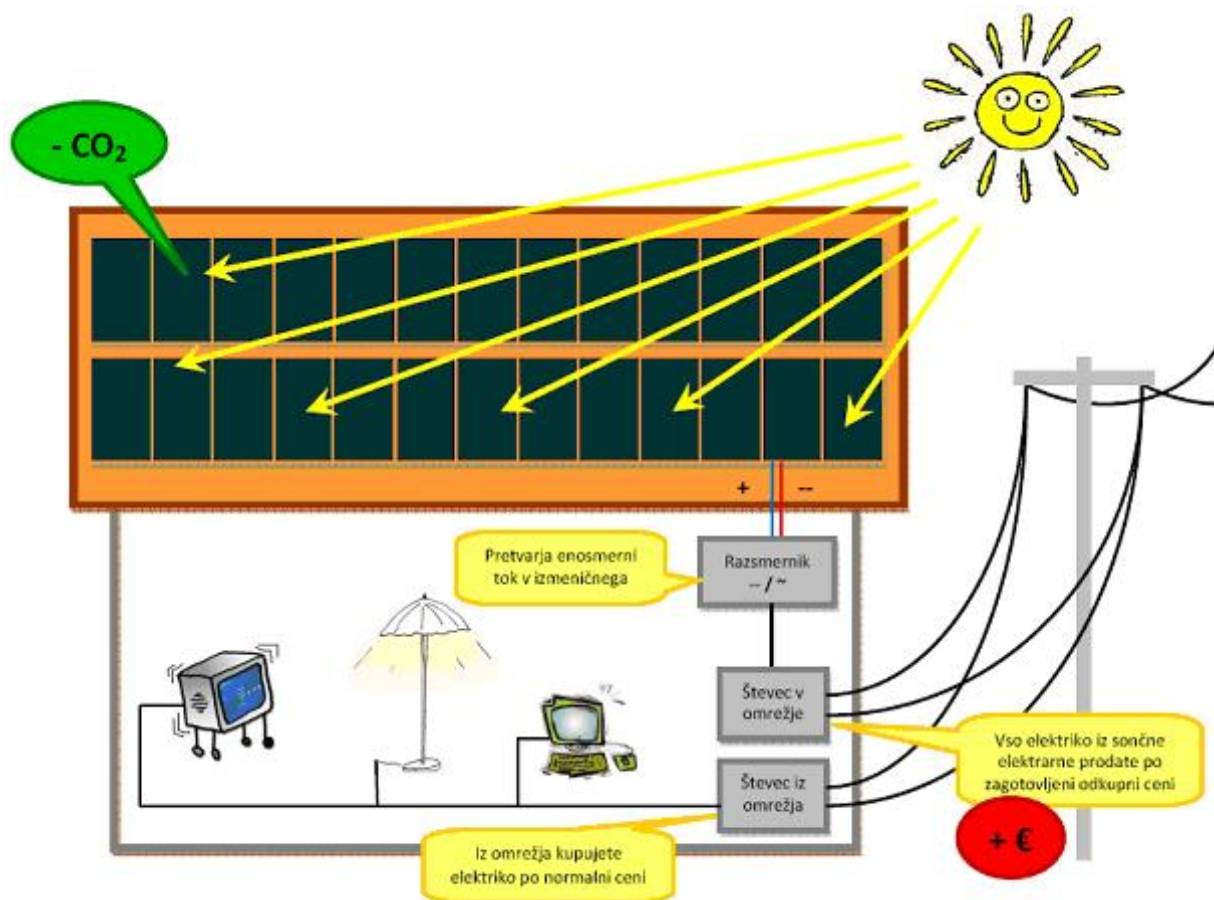 - CO₂
+ --
Pretvarja enosmerni
tok v izmeničnega
Razsmernik
-- / ~
Števec v
omrežje
Vso elektriko iz sončne
elektrarne prodate po
zagotovljeni odkupni ceni
Števec iz
omrežja
+ €
Iz omrežja kupujete
elektriko po normalni ceni